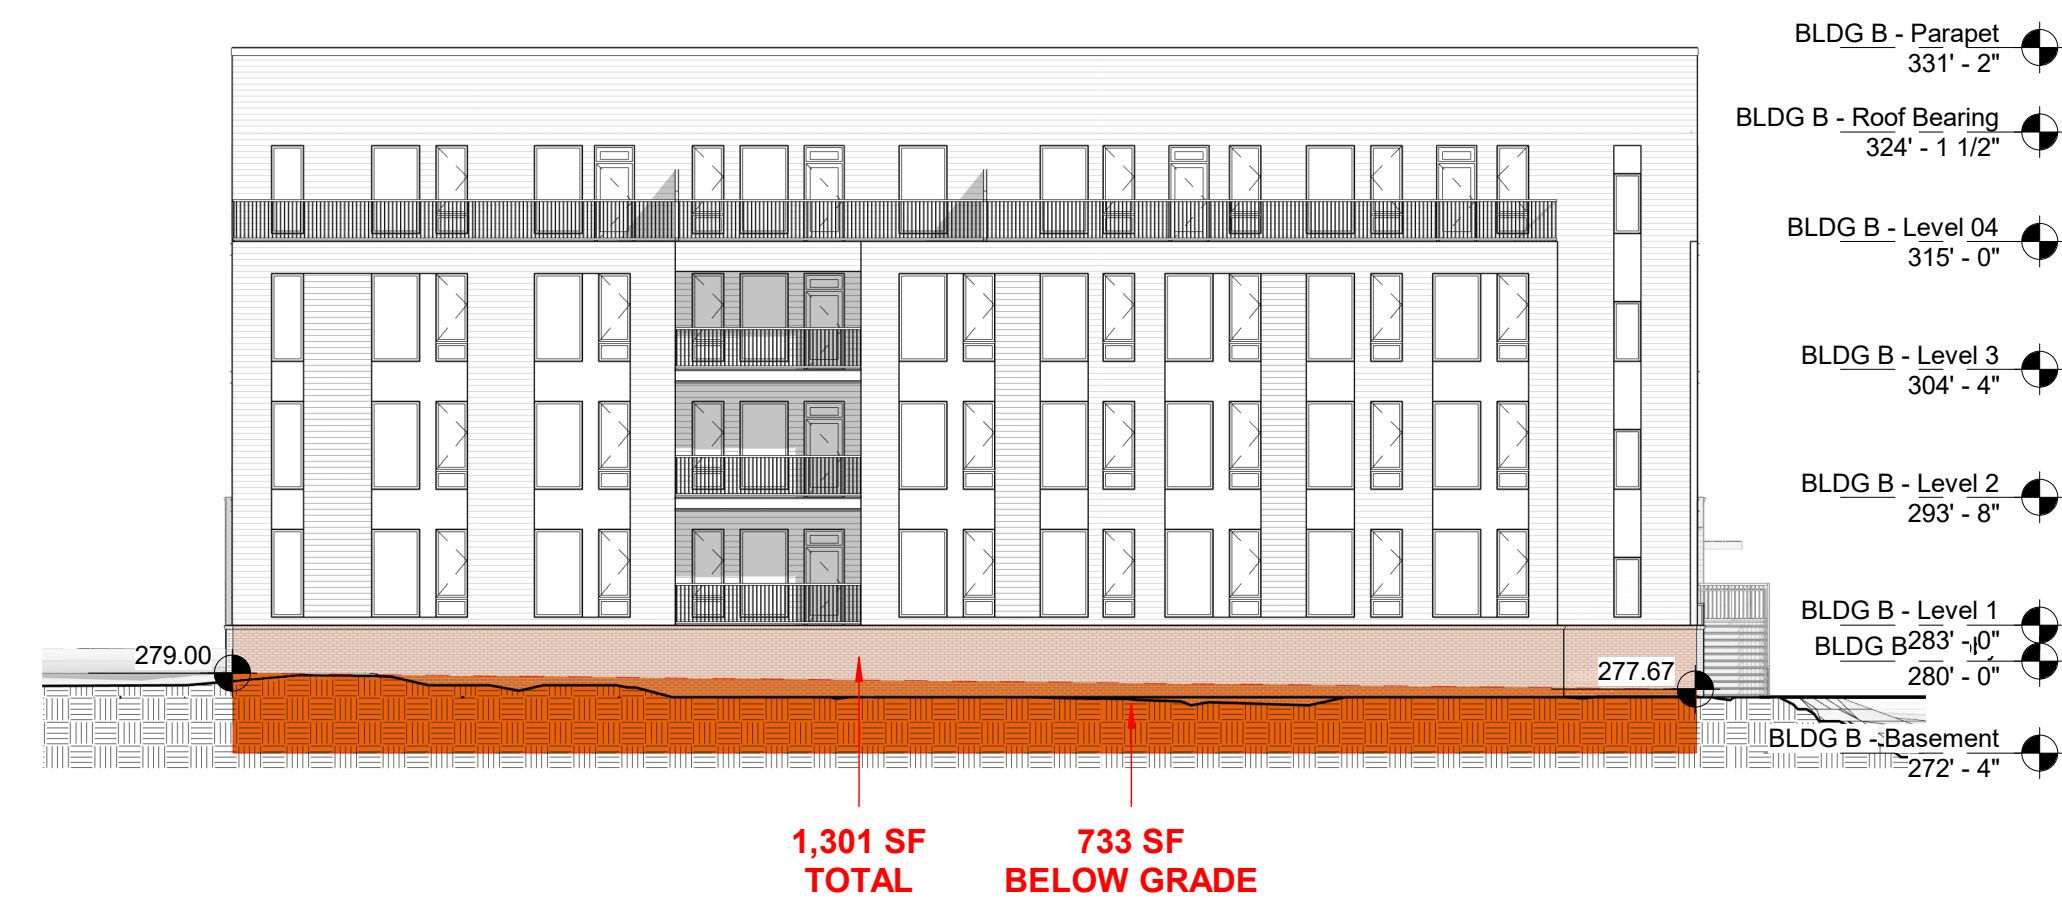 BLDG B - Parapet
331' - 2"
BLDG B - Roof Bearing
324' - 1 1/2"
BLDG B - Level 04
315' - 0"
BLDG B - Level 3
304' - 4"
BLDG B - Level 2
293' - 8"
BLDG B - Level 1
283' - 0"
BLDG B
280' - 0"
279.00
277.67
BLDG B - Basement
272' - 4"
1,301 SF
TOTAL
733 SF
BELOW GRADE